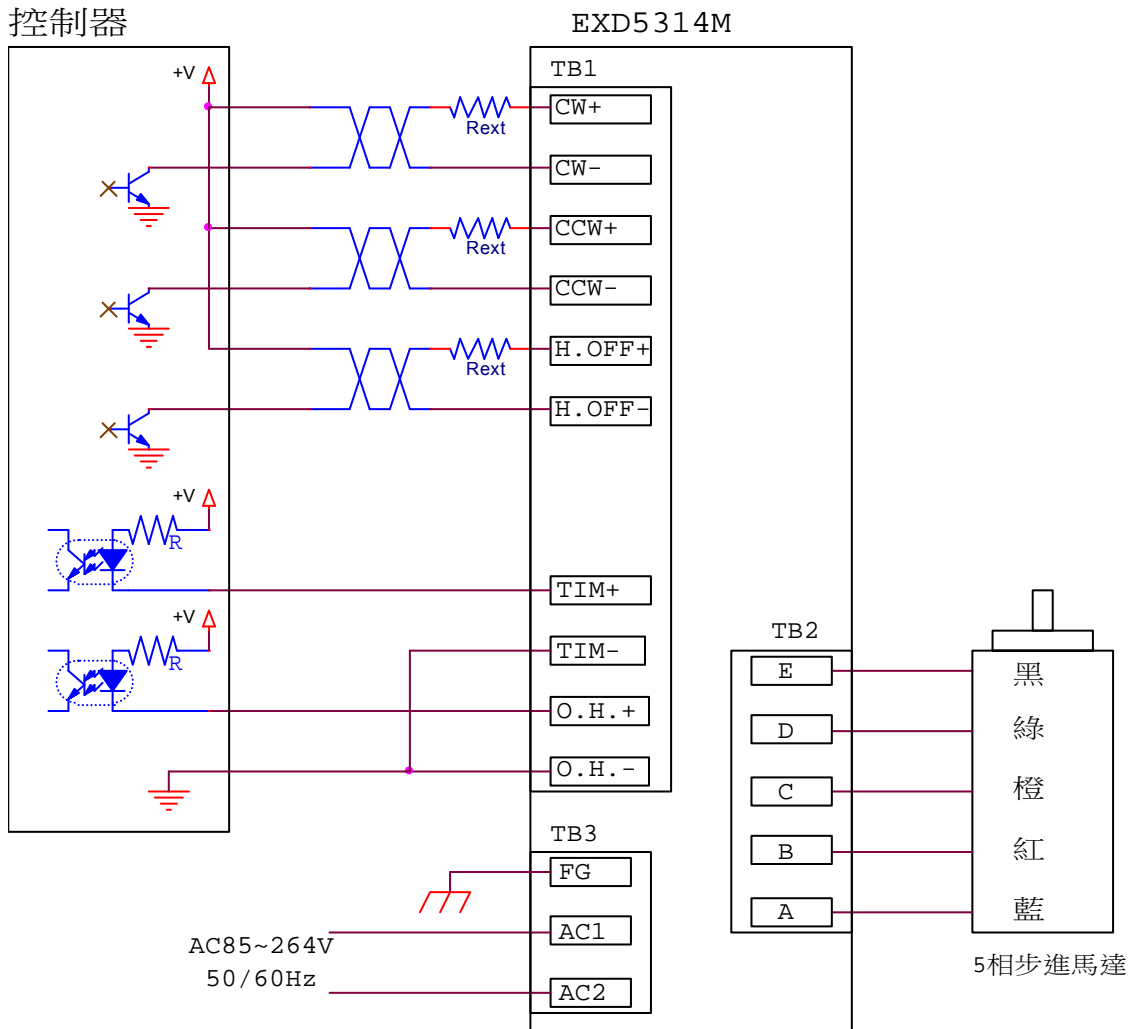 控制器
EXD5314M
+V
TB1
Rext
CW+
CW-
Rext
CCW+
CCW-
Rext
H.OFF+
H.OFF-
+V
R
TIM+
+V
R
TIM-
O.H.+
O.H.-
TB2
E
黑
D
綠
C
橙
B
紅
A
藍
5相步進馬達
TB3
FG
AC1
AC2
AC85~264V
50/60Hz